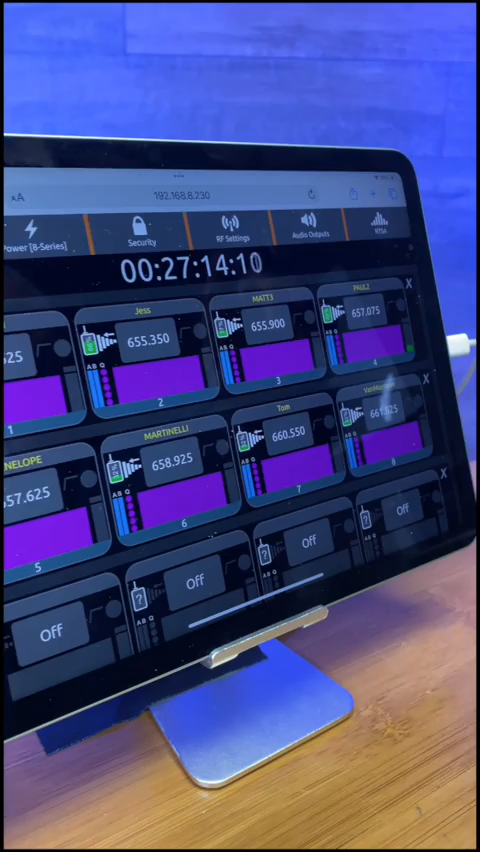 AA
192.168.8.230
Power [8-Series]
Security
RF Settings
Audio Outputs
RTSA
00:27:14:10
X
Jess
MATT3
PAUL2
625
655.350
655.900
657.075
A B
A B
A B
1
2
3
4
X
NELOPE
MARTINELLI
Tom
657.625
658.925
660.550
661.825
A B
A B
A B
5
6
7
8
X
Off
Off
Off
Off
?
?
?
A B
A B